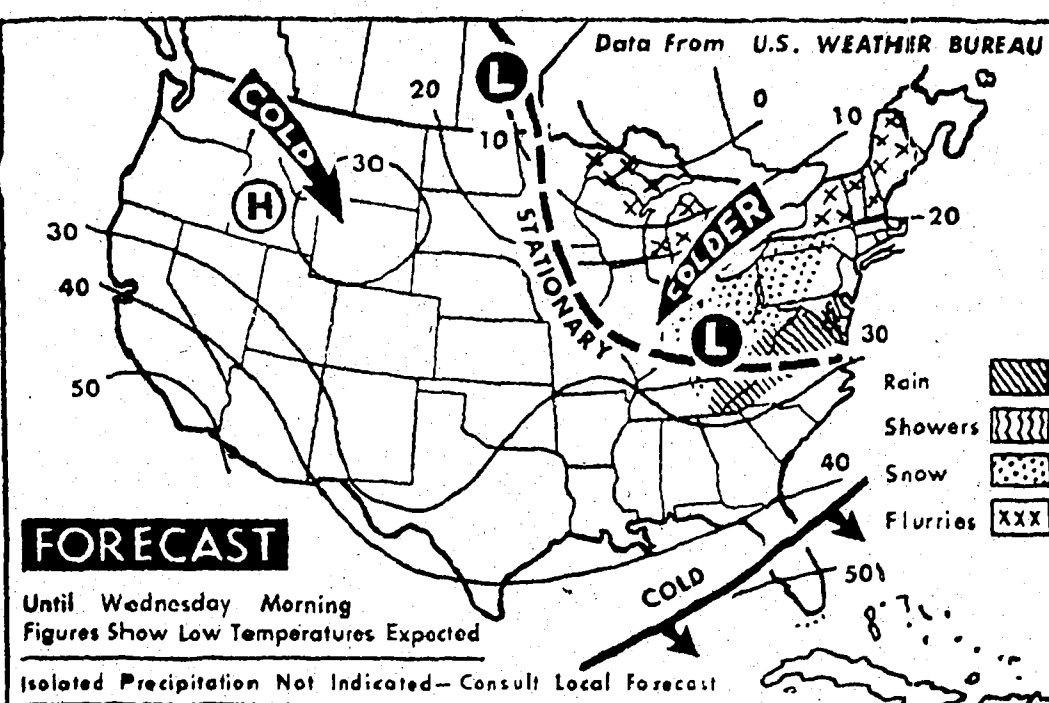 Data From U.S. WEATHER BUREAU
L
COLD
20
0
10
10
30
H
COLDER
20
30
STATIONARY
40
L
30
50
Rain
Showers
40
Snow
Flurries
XXX
FORECAST
COLD
50
Until Wednesday Morning
Figures Show Low Temperatures Expected
Isolated Precipitation Not Indicated— Consult Local Forecast